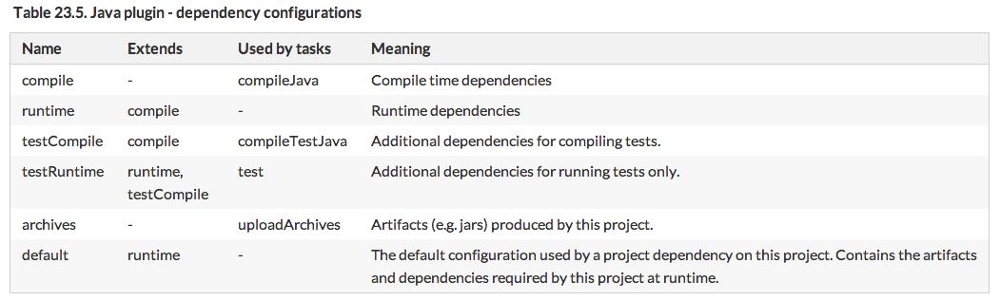 Table 23.5. Java plugin - dependency configurations
Name Extends Used by tasks Meaning
compile - compileJava Compile time dependencies
runtime compile - Runtime dependencies
testCompile compile compileTestJava Additional dependencies for compiling tests.
testRuntime runtime, test Additional dependencies for running tests only.
testCompile
archives - uploadArchives Artifacts (e.g. jars) produced by this project.
default runtime - The default configuration used by a project dependency on this project. Contains the artifacts
and dependencies required by this project at runtime.